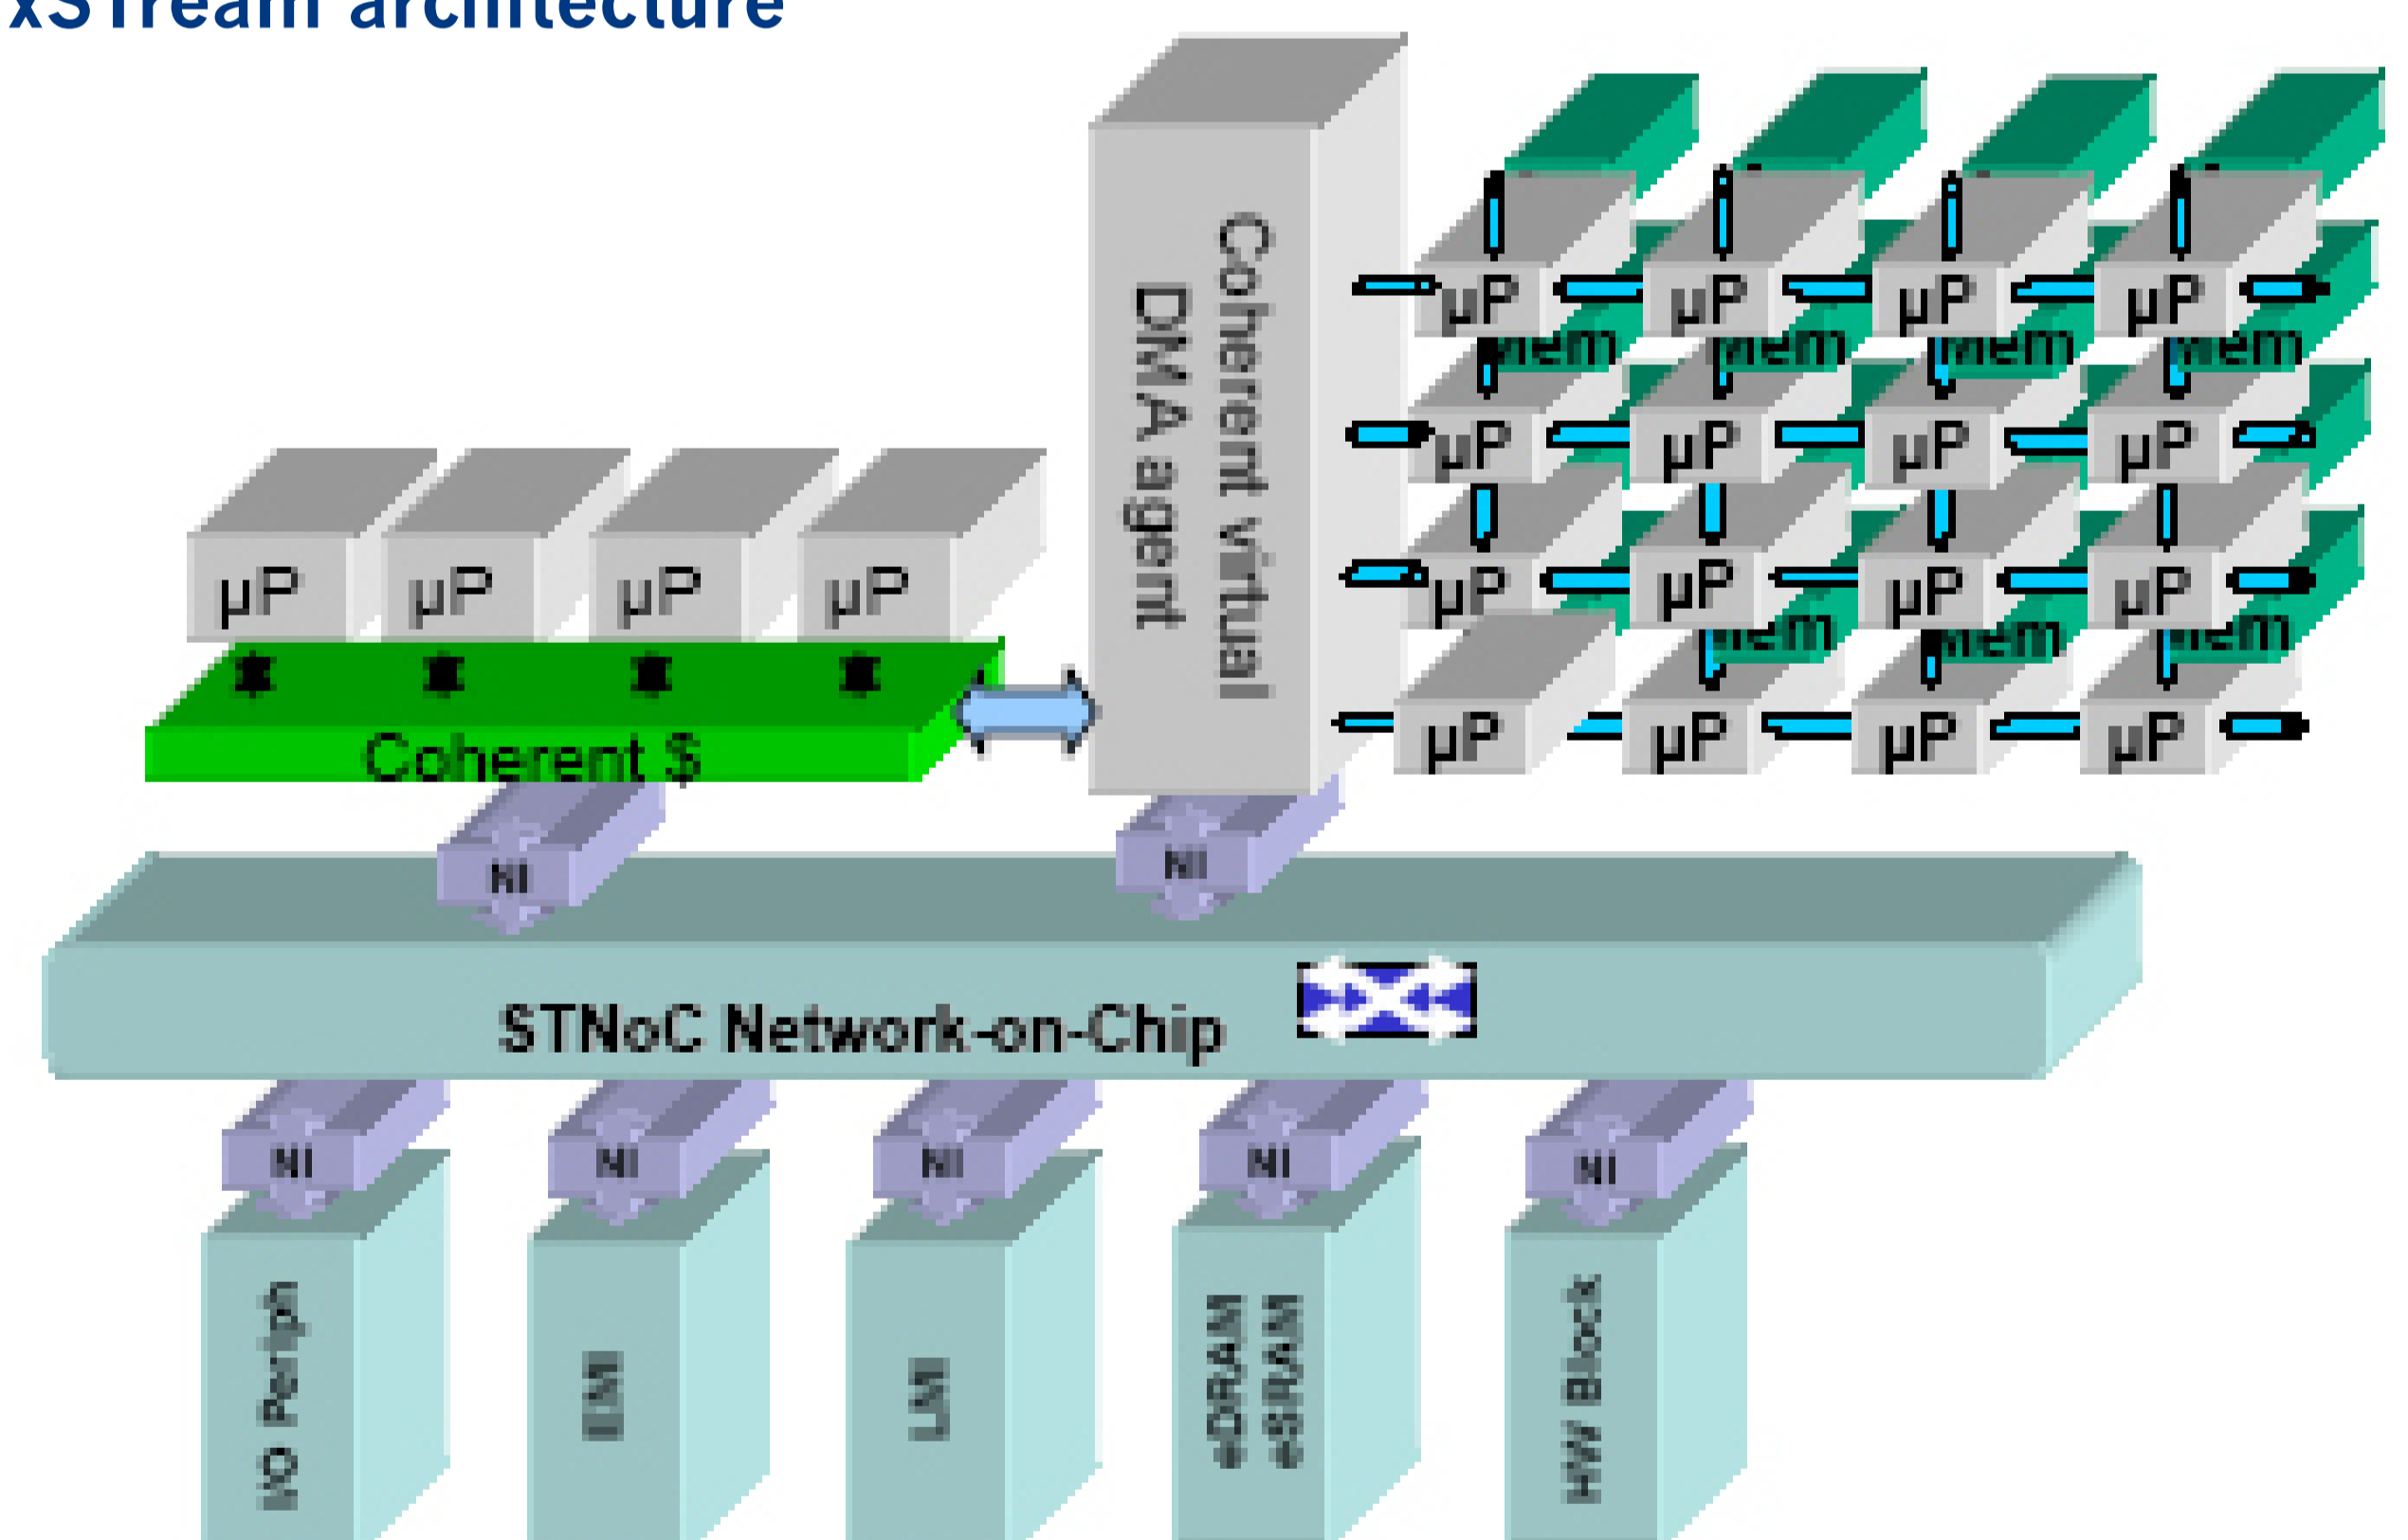 xSTream architecture
Coherent virtual
DMA agent
µP µP µP µP
Mem Mem Mem Mem
µP µP µP µP
µP µP µP µP
Mem Mem Mem
µP µP µP µP
µP µP µP µP
Coherent $
NI NI
STNoC Network-on-Chip
NI NI NI NI NI
I/O Periph
EMI
LMI
eSRAM
eDRAM
HW Block